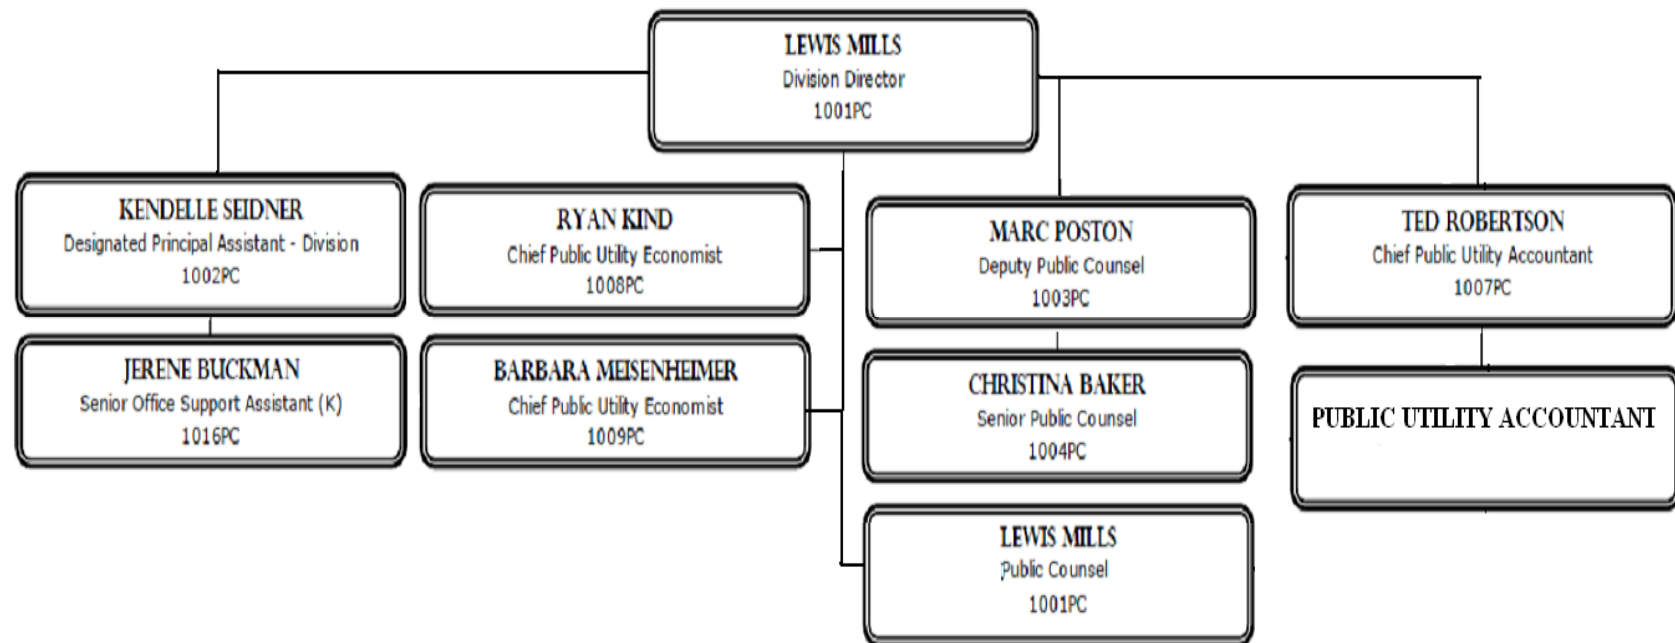 LEWIS MILLS
Division Director
1001PC
KENDELLE SEIDNER
Designated Principal Assistant - Division
1002PC
RYAN KIND
Chief Public Utility Economist
1008PC
MARC POSTON
Deputy Public Counsel
1003PC
TED ROBERTSON
Chief Public Utility Accountant
1007PC
JERENE BUCKMAN
Senior Office Support Assistant (K)
1016PC
BARBARA MEISENHEIMER
Chief Public Utility Economist
1009PC
CHRISTINA BAKER
Senior Public Counsel
1004PC
PUBLIC UTILITY ACCOUNTANT
LEWIS MILLS
Public Counsel
1001PC